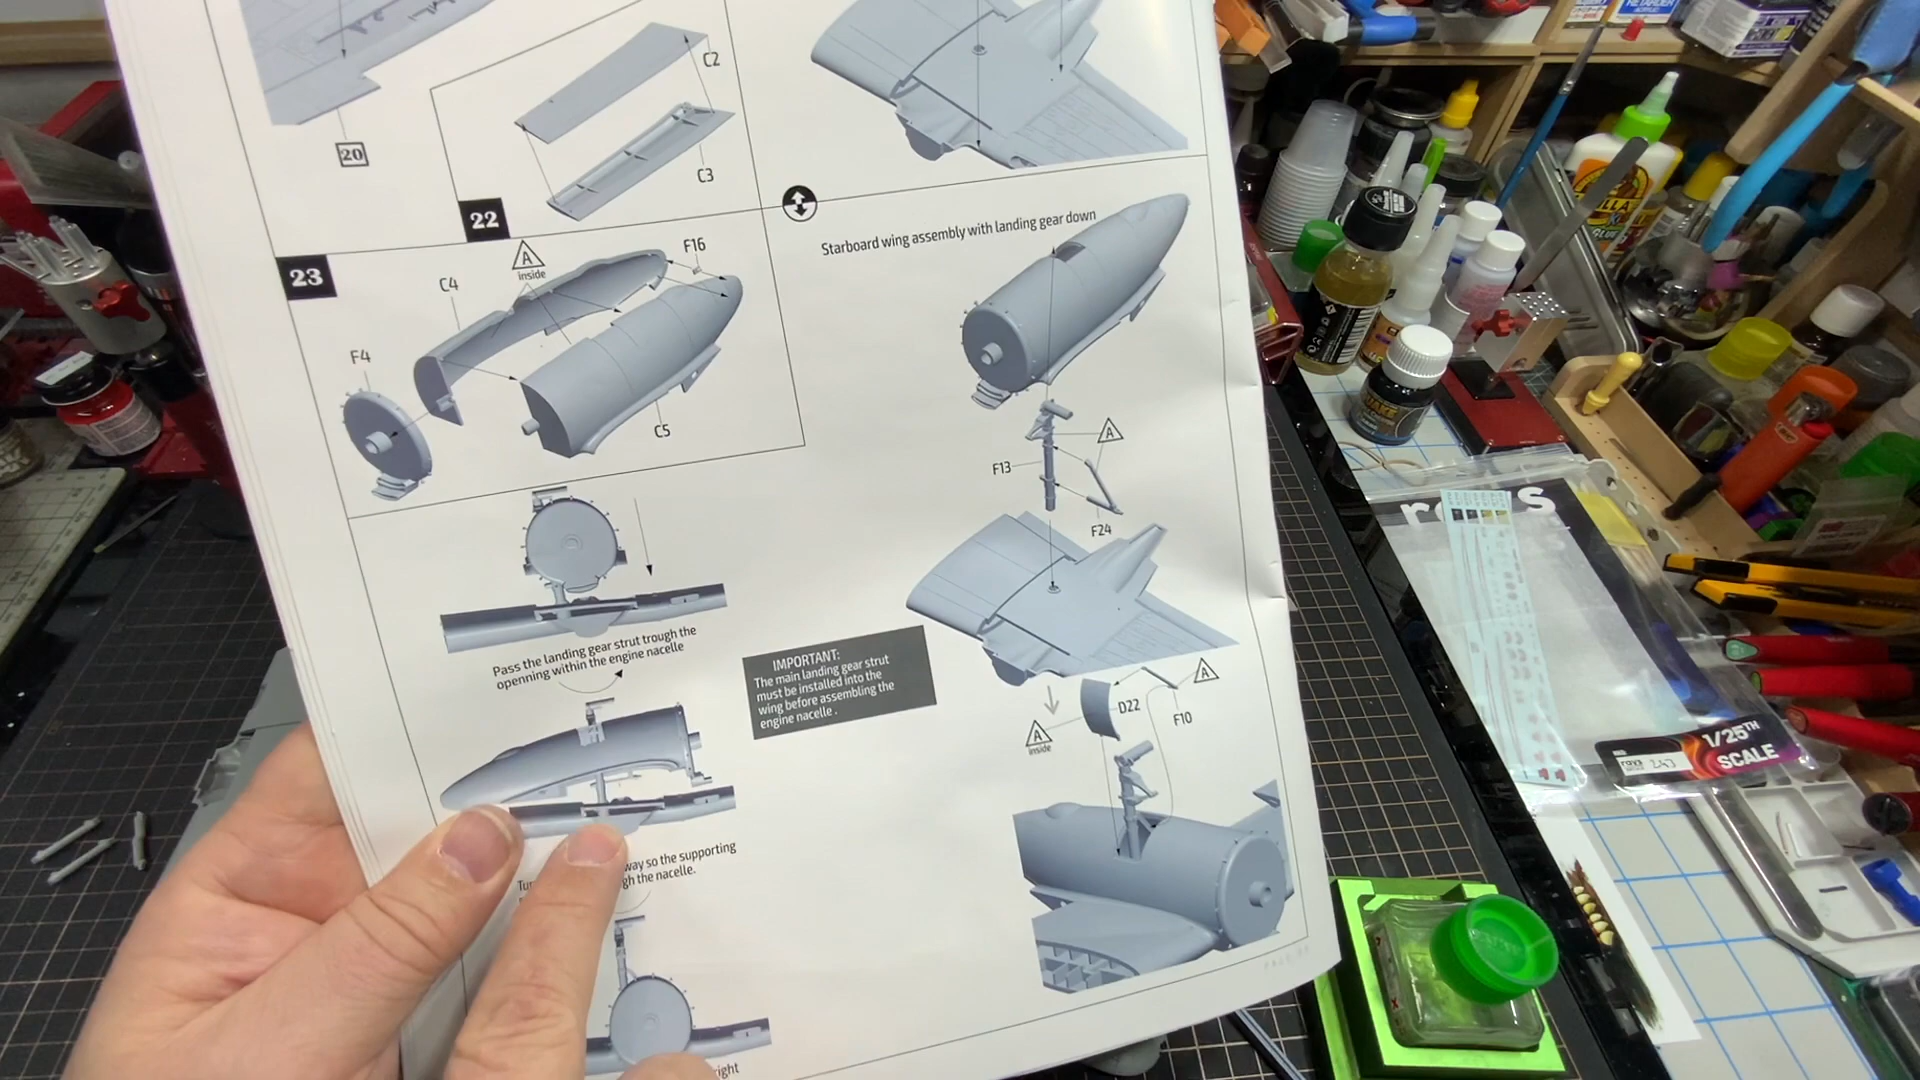 C2
20
C3
22
Starboard wing assembly with landing gear down
23
A
inside
F16
C4
F4
C5
A
F13
F24
Pass the landing gear strut trough the
openning within the engine nacelle
IMPORTANT:
The main landing gear strut
must be installed into the
wing before assembling the
engine nacelle .
A
D22
F10
A
inside
way so the supporting
the nacelle.
right
RETARDER
GLUE
1/25TH
SCALE